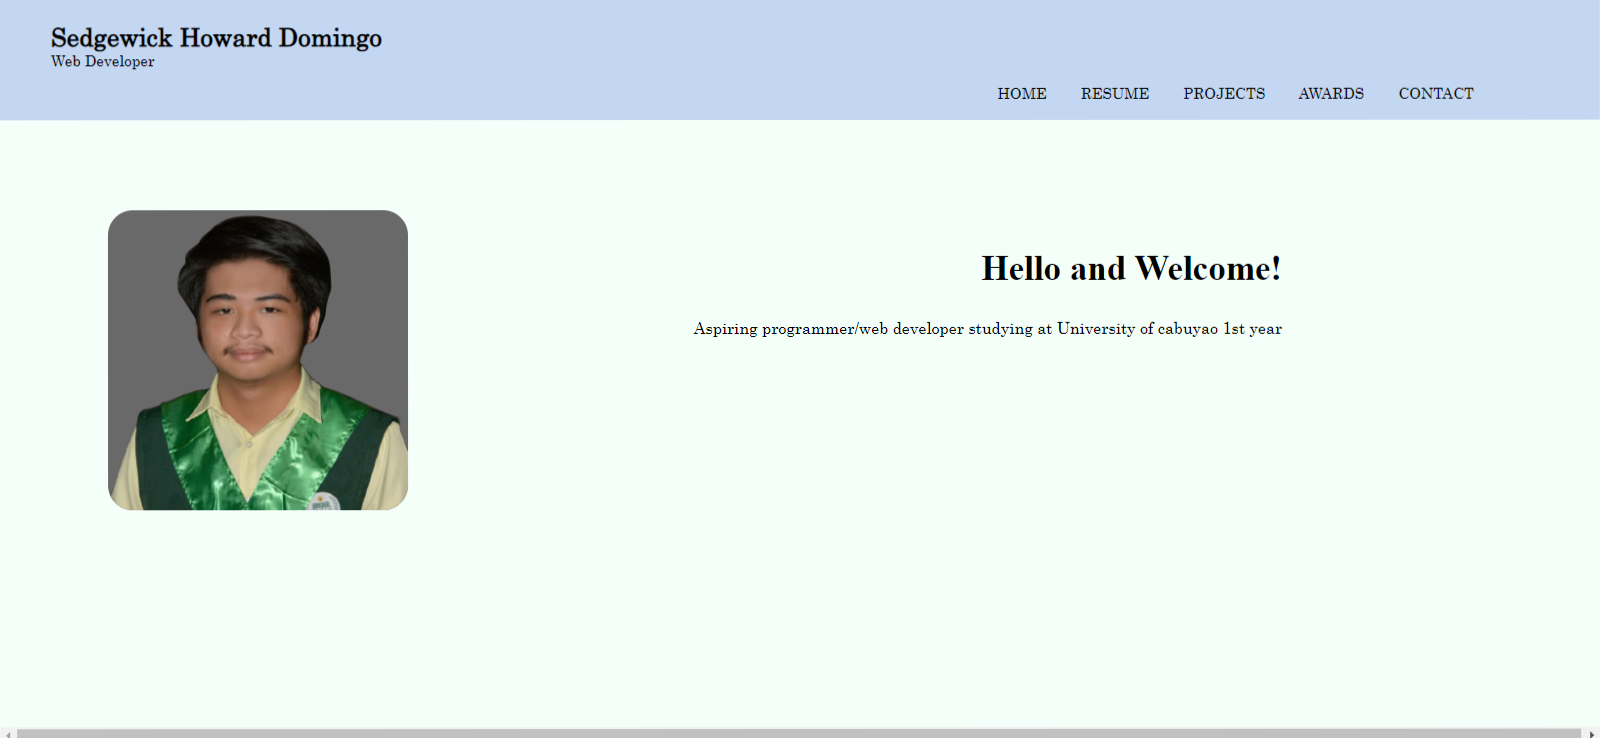 Sedgewick Howard Domingo
Web Developer
HOME RESUME PROJECTS AWARDS CONTACT
Hello and Welcome!
Aspiring programmer/web developer studying at University of cabuyao 1st year